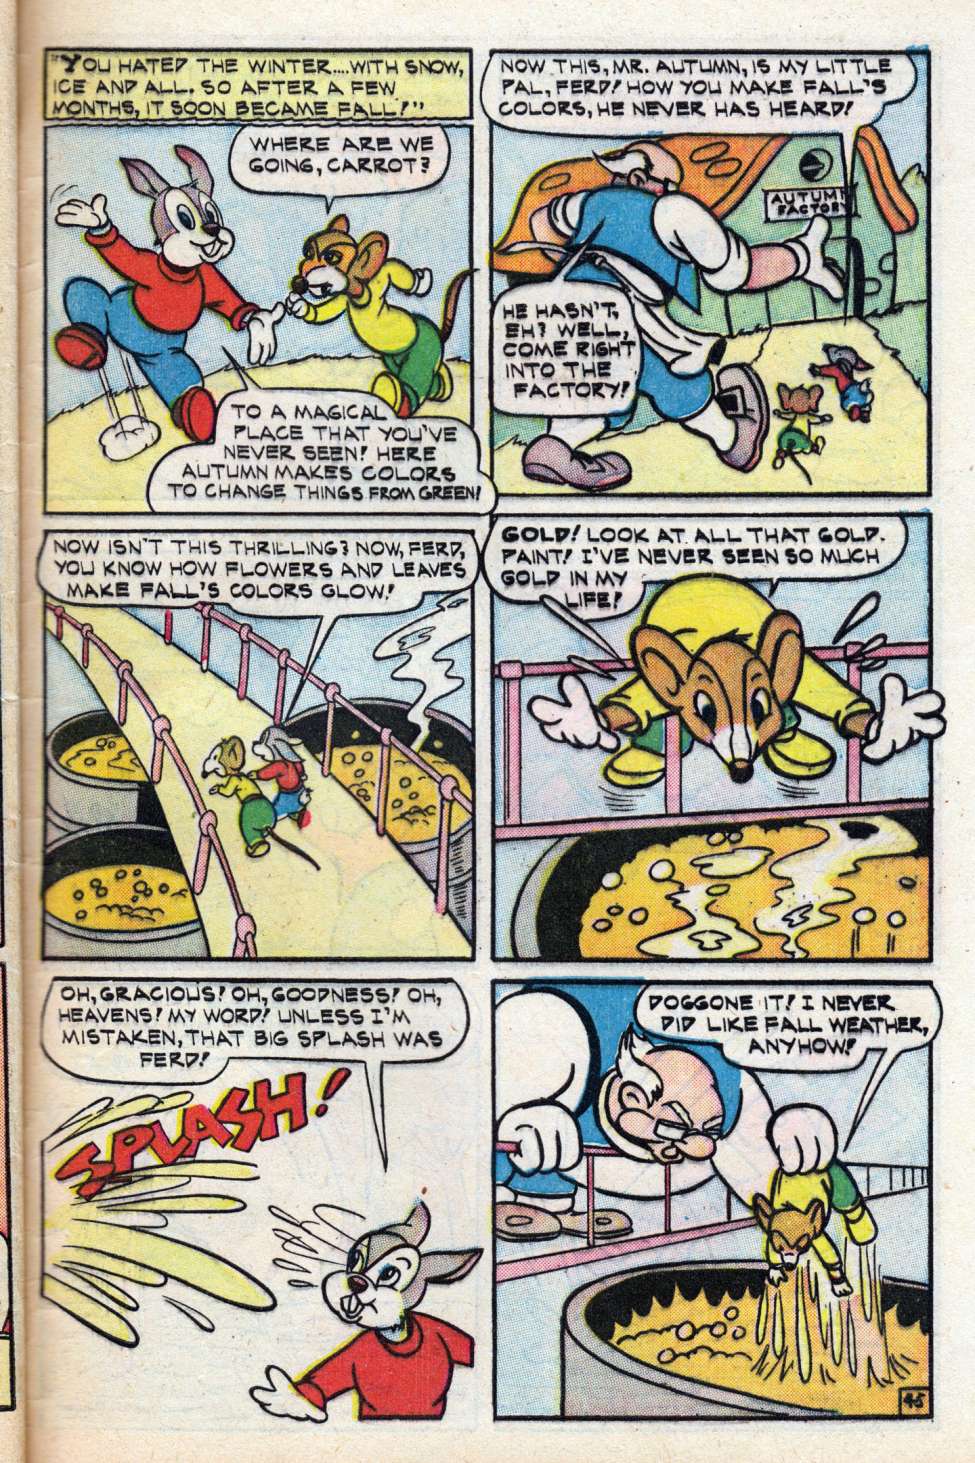 "YOU HATED THE WINTER....WITH SNOW,
ICE AND ALL. SO AFTER A FEW
MONTHS, IT SOON BECAME FALL!"
WHERE ARE WE
GOING, CARROT?
TO A MAGICAL
PLACE THAT YOU'VE
NEVER SEEN! HERE
AUTUMN MAKES COLORS
TO CHANGE THINGS FROM GREEN!
NOW THIS, MR. AUTUMN, IS MY LITTLE
PAL, FERD! HOW YOU MAKE FALL'S
COLORS, HE NEVER HAS HEARD!
AUTUMN
FACTORY
HE HASN'T,
EH? WELL,
COME RIGHT
INTO THE
FACTORY!
NOW ISN'T THIS THRILLING? NOW, FERD,
YOU KNOW HOW FLOWERS AND LEAVES
MAKE FALL'S COLORS GLOW!
GOLD! LOOK AT ALL THAT GOLD.
PAINT! I'VE NEVER SEEN SO MUCH
GOLD IN MY
LIFE!
OH, GRACIOUS! OH, GOODNESS! OH,
HEAVENS! MY WORD! UNLESS I'M
MISTAKEN, THAT BIG SPLASH WAS
FERD!
SPLASH!
DOGGONE IT! I NEVER
DID LIKE FALL WEATHER,
ANYHOW!
45